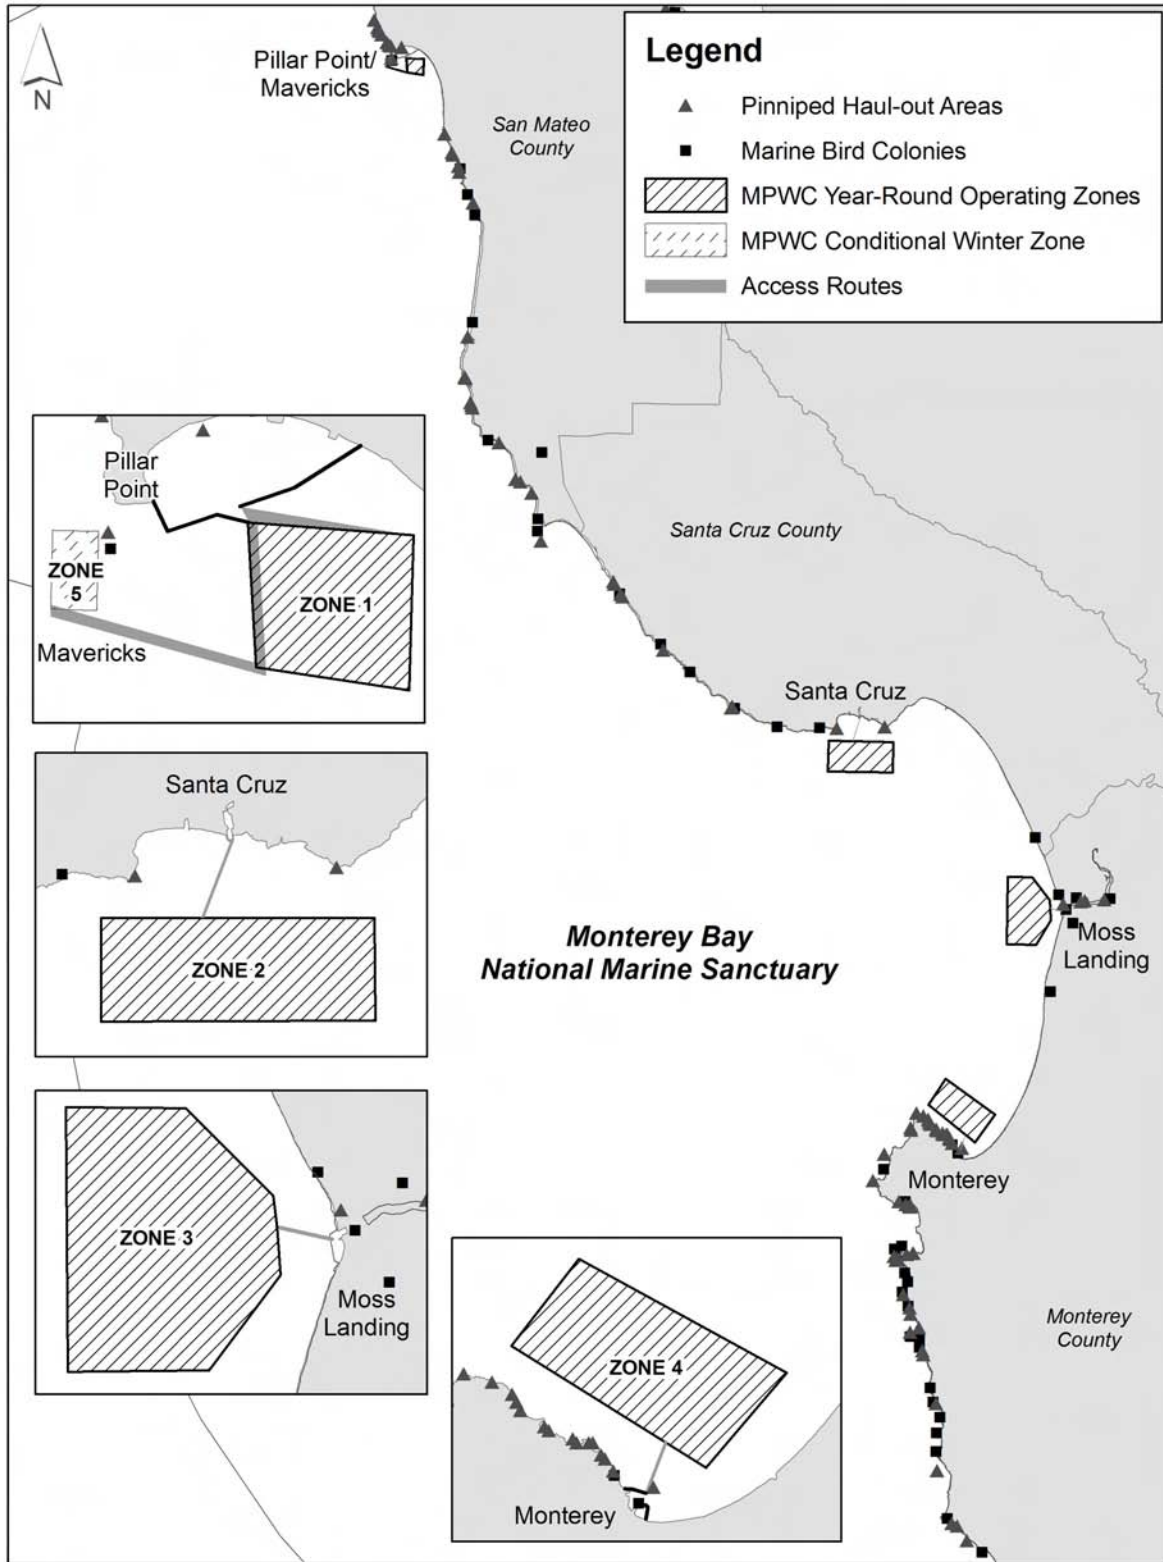 N
Pillar Point/
Mavericks
San Mateo
County
Legend
Pinniped Haul-out Areas
Marine Bird Colonies
MPWC Year-Round Operating Zones
MPWC Conditional Winter Zone
Access Routes
Pillar
Point
ZONE
5
ZONE 1
Mavericks
Santa Cruz County
Santa Cruz
Santa Cruz
ZONE 2
Monterey Bay
National Marine Sanctuary
Moss
Landing
ZONE 3
Moss
Landing
Monterey
ZONE 4
Monterey
Monterey
County